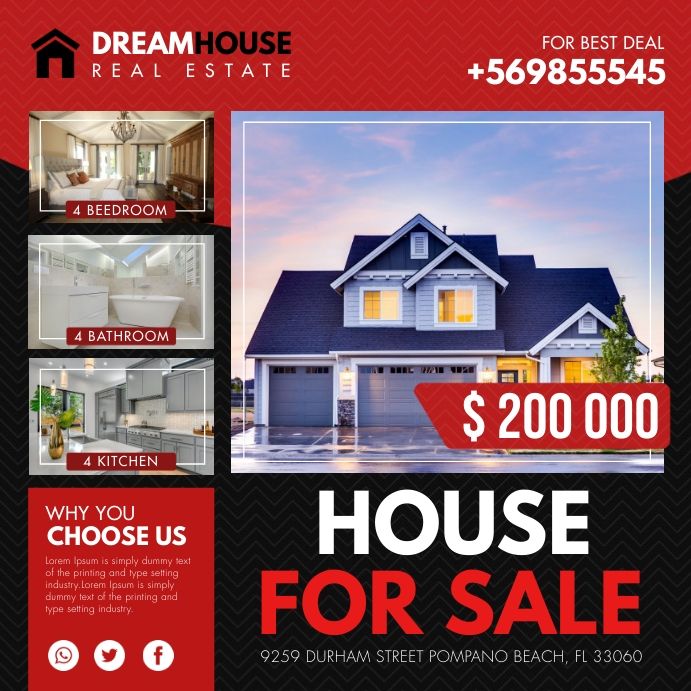 DREAMHOUSE
REAL ESTATE
FOR BEST DEAL
+569855545
4 BEEDROOM
4 BATHROOM
4 KITCHEN
$ 200 000
WHY YOU
CHOOSE US
Lorem Ipsum is simply dummy text
of the printing and type setting
industry.Lorem Ipsum is simply
dummy text of the printing and
type setting industry.
HOUSE
FOR SALE
9259 DURHAM STREET POMPANO BEACH, FL 33060